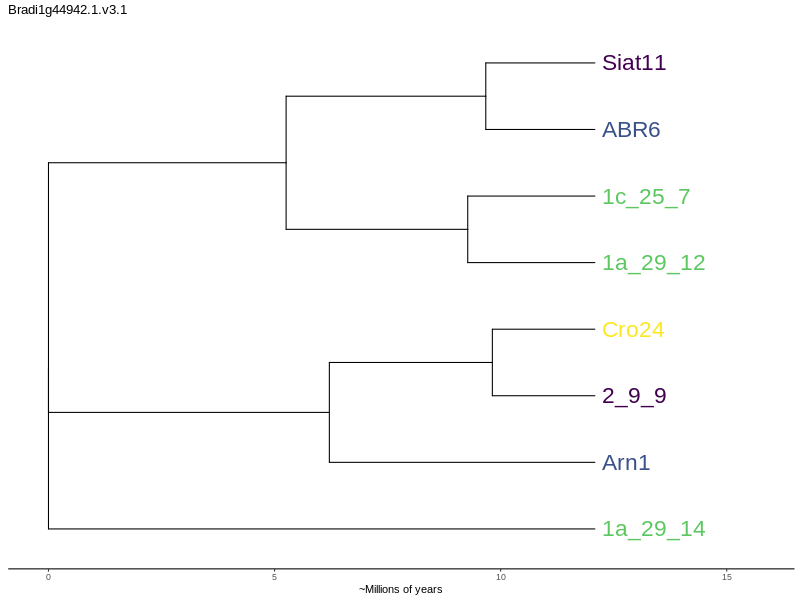 Bradi1g44942.1.v3.1
Siat11
ABR6
1c_25_7
1a_29_12
Cro24
2_9_9
Arn1
1a_29_14
0 5 10 15
~Millions of years